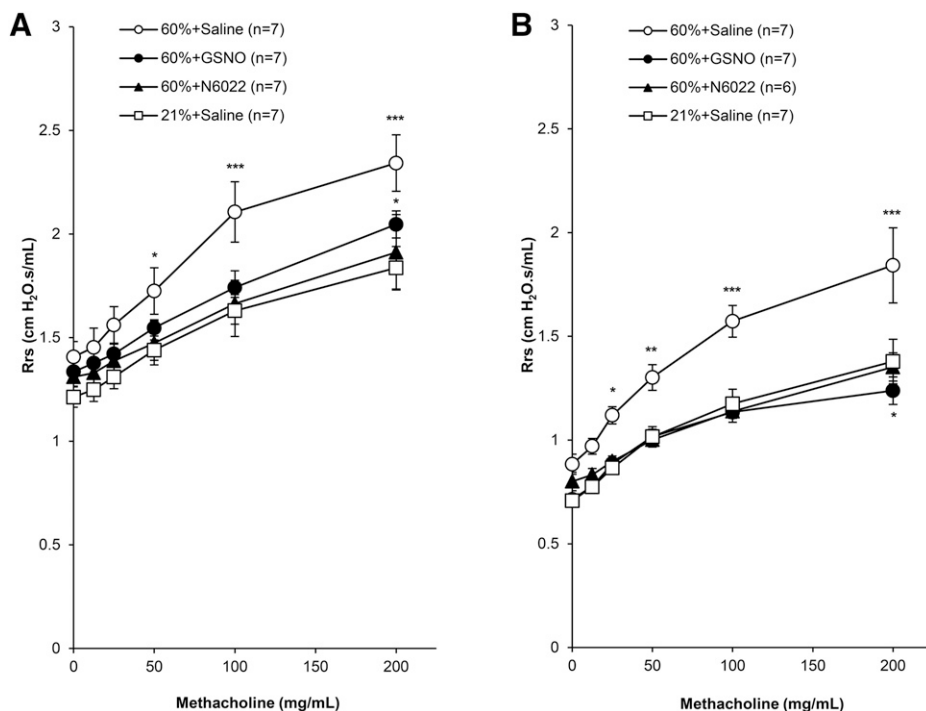 A
60%+Saline (n=7)
60%+GSNO (n=7)
60%+N6022 (n=7)
21%+Saline (n=7)
3
2.5
2
1.5
1
0.5
0
Rrs (cm H₂O.s/mL)
*
***
***
*
0 50 100 150 200
Methacholine (mg/mL)
B
60%+Saline (n=7)
60%+GSNO (n=7)
60%+N6022 (n=6)
21%+Saline (n=7)
3
2.5
2
1.5
1
0.5
0
Rrs (cm H₂O.s/mL)
*
**
***
***
*
0 50 100 150 200
Methacholine (mg/mL)